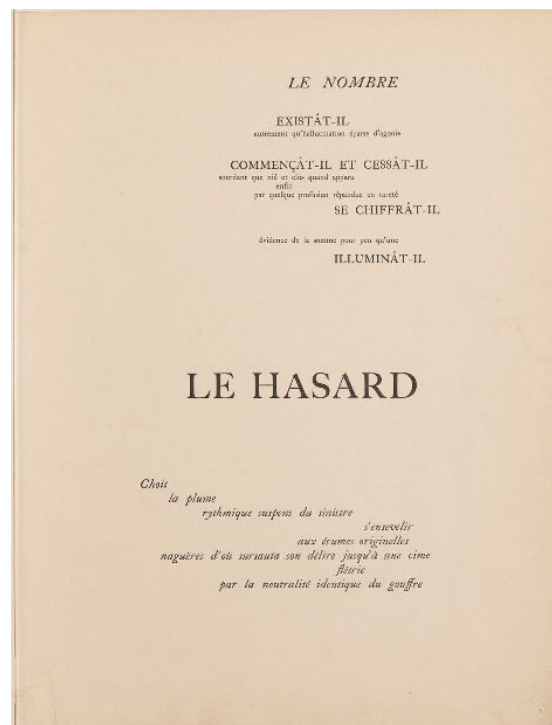 LE NOMBRE
EXISTÂT-IL
autrement qu'hallucination éparse d'agonie
COMMENÇÂT-IL ET CESSÂT-IL
sourdant que nié et clos quand apparu
enfin
par quelque profusion répandue en rareté
SE CHIFFRÂT-IL
évidence de la somme pour peu qu'une
ILLUMINÂT-IL
LE HASARD
Choit
la plume
rythmique suspens du sinistre
s'ensevelir
aux écumes originelles
naguères d'où sursauta son délire jusqu'à une cime
flétrie
par la neutralité identique du gouffre